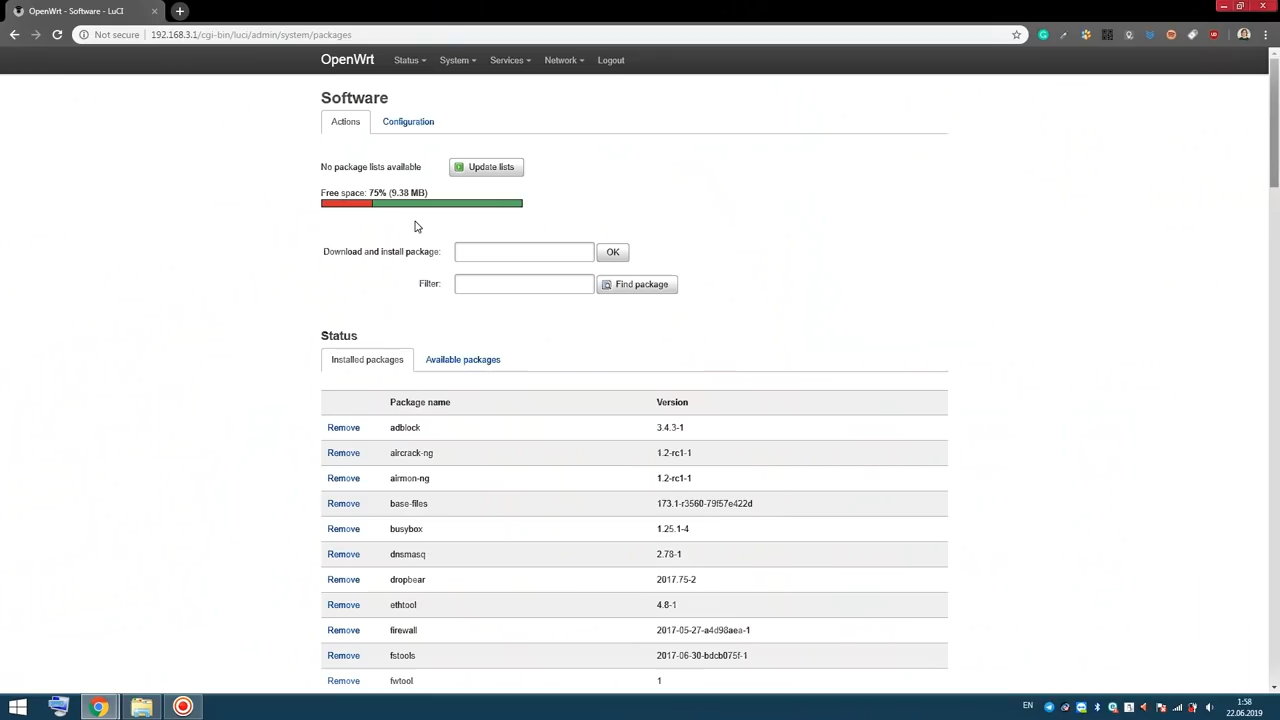 OpenWrt - Software - LuCI
Not secure 192.168.3.1/cgi-bin/luci/admin/system/packages
OpenWrt Status System Services Network Logout
Software
Actions Configuration
No package lists available Update lists
Free space: 75% (9.38 MB)
Download and install package: OK
Filter: Find package
Status
Installed packages Available packages
Package name Version
Remove adblock 3.4.3-1
Remove aircrack-ng 1.2-rc1-1
Remove airmon-ng 1.2-rc1-1
Remove base-files 173.1-r3560-79f57e422d
Remove busybox 1.25.1-4
Remove dnsmasq 2.78-1
Remove dropbear 2017.75-2
Remove ethtool 4.8-1
Remove firewall 2017-05-27-a4d98aea-1
Remove fstools 2017-06-30-bdcb075f-1
Remove fwtool 1
EN 1:58
22.06.2019